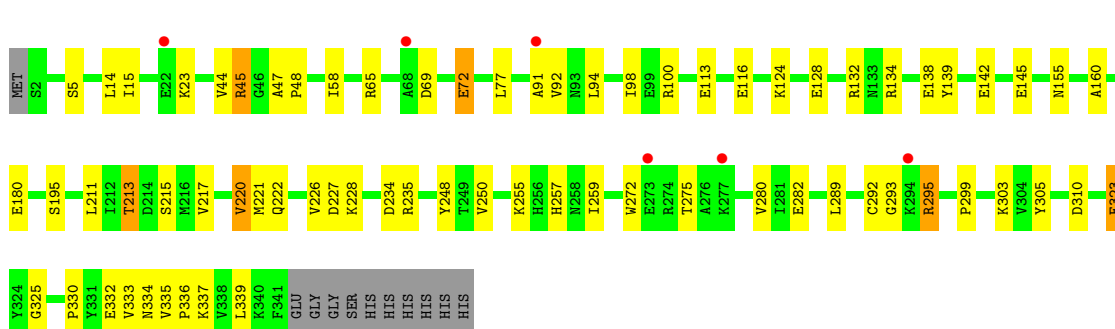 MET S2 S5 L14 I15 E22 K23 V44 R45 G46 A47 P48 I58 R65 A68 D69 E72 L77 A91 V92 N93 L94 I98 E99 R100 E113 E116 K124 E128 R132 N133 R134 E138 Y139 E142 E145 N155 A160
E180 S195 L211 I212 T213 D214 S215 M216 V217 V220 M221 Q222 V226 D227 K228 D234 R235 Y248 T249 V250 K255 H256 H257 N258 I259 W272 E273 R274 T275 A276 K277 V280 I281 E282 L289 C292 G293 K294 R295 P299 K303 V304 Y305 D310
Y324 G325 P330 Y331 E332 V333 N334 V335 P336 K337 V338 L339 K340 F341 GLU GLY GLY SER HIS HIS HIS HIS HIS HIS